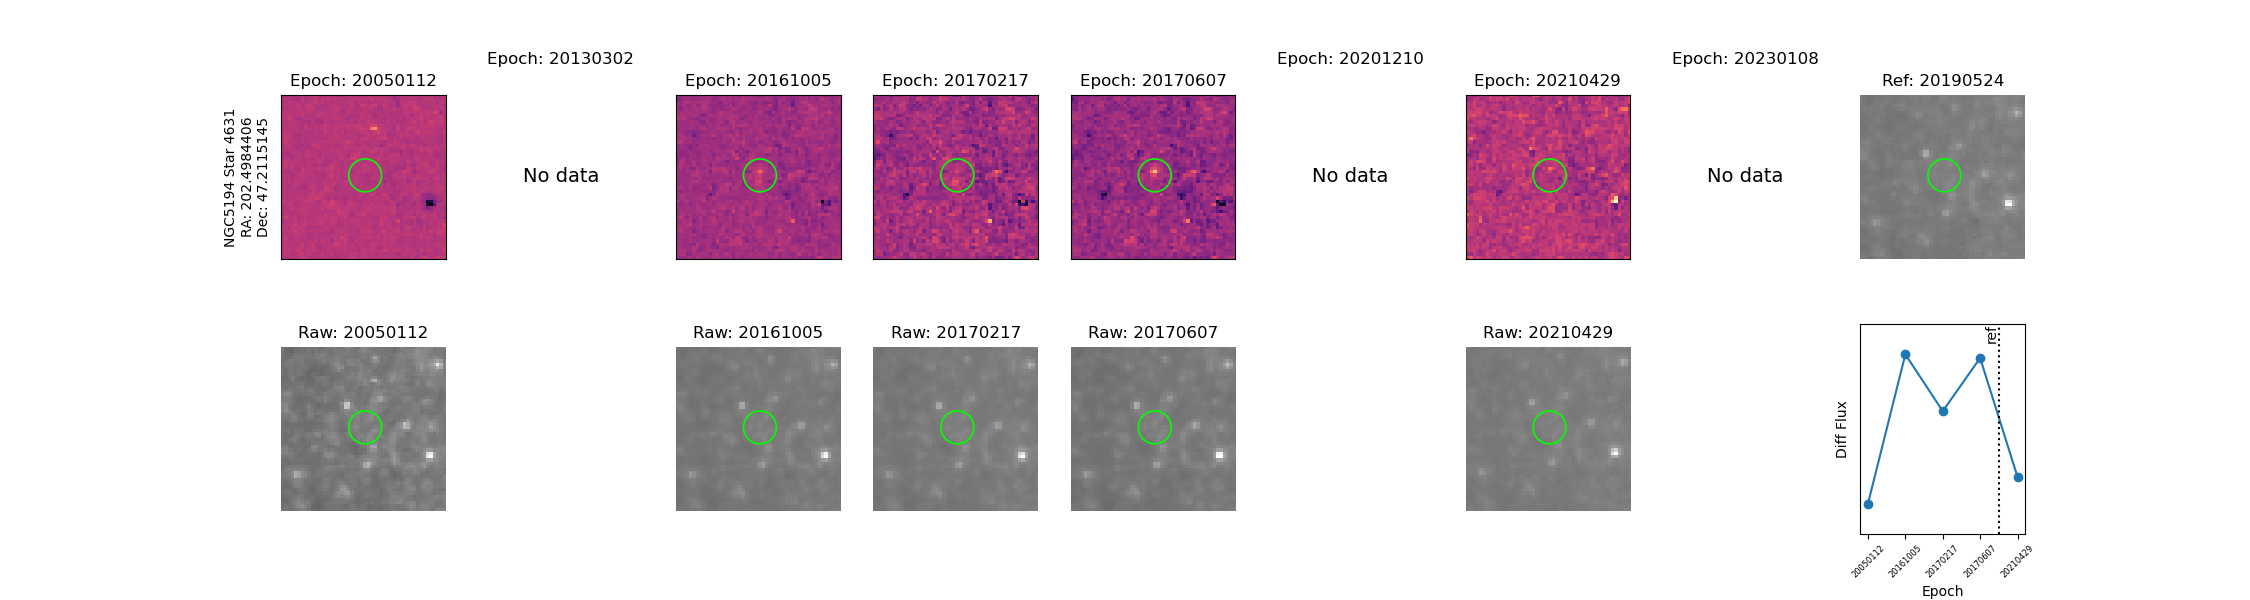 Epoch: 20050112
Epoch: 20130302
Epoch: 20161005
Epoch: 20170217
Epoch: 20170607
Epoch: 20201210
Epoch: 20210429
Epoch: 20230108
Ref: 20190524
NGC5194 Star 4631
RA: 202.4984406
Dec: 47.2115145
No data
No data
No data
Raw: 20050112
Raw: 20161005
Raw: 20170217
Raw: 20170607
Raw: 20210429
ref
Diff Flux
20050112
20161005
20170217
20170607
20210429
Epoch